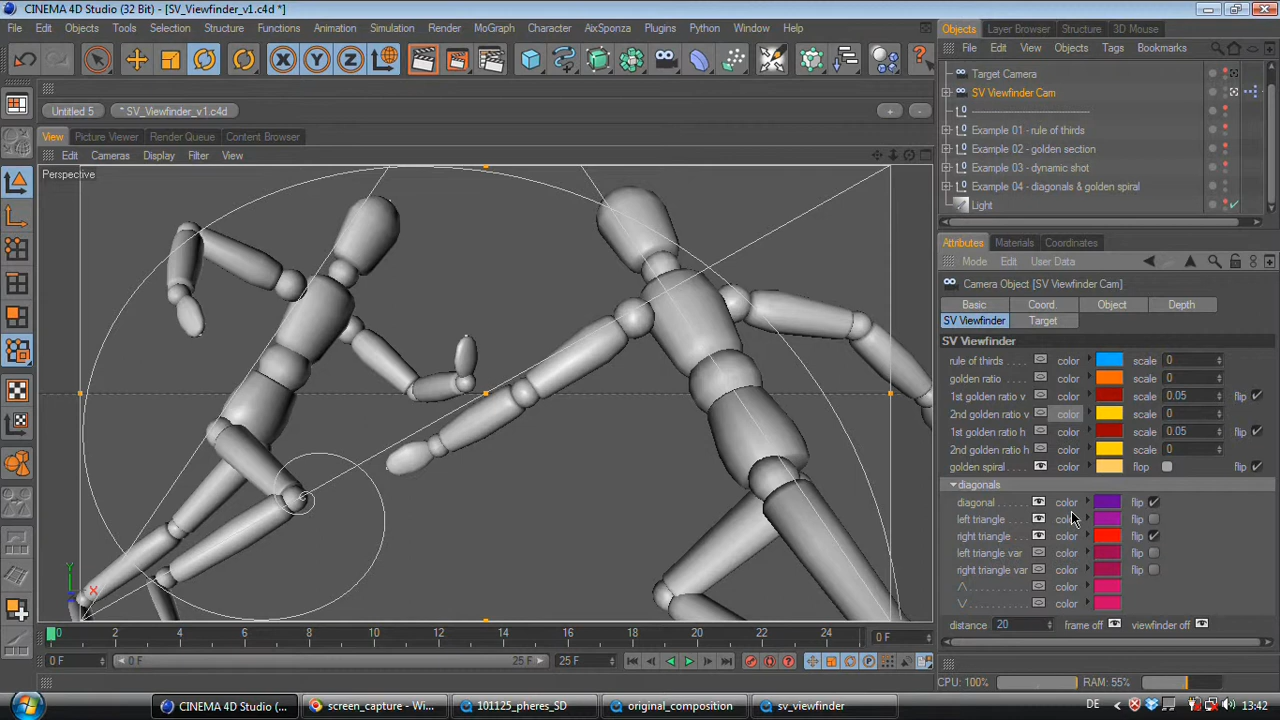 CINEMA 4D Studio (32 Bit) - [SV_Viewfinder_v1.c4d *]
File Edit Objects Tools Selection Structure Functions Animation Simulation Render MoGraph Character AixSponza Plugins Python Window Help
Untitled 5 * SV_Viewfinder_v1.c4d
View Picture Viewer Render Queue Content Browser
Edit Cameras Display Filter View
Perspective
Objects Layer Browser Structure 3D Mouse
File Edit View Objects Tags Bookmarks
Target Camera
SV Viewfinder Cam
Example 01 - rule of thirds
Example 02 - golden section
Example 03 - dynamic shot
Example 04 - diagonals & golden spiral
Light
Attributes Materials Coordinates
Mode Edit User Data
Camera Object [SV Viewfinder Cam]
Basic Coord. Object Depth
SV Viewfinder Target
SV Viewfinder
rule of thirds color scale 0
golden ratio color scale 0
1st golden ratio v color scale 0.05 flip
2nd golden ratio v color scale 0
1st golden ratio h color scale 0.05 flip
2nd golden ratio h color scale 0
golden spiral color flop flip
diagonals
diagonal color flip
left triangle color flip
right triangle color flip
left triangle var color flip
right triangle var color flip
/\ color
\/ color
distance 20 frame off viewfinder off
Y X
0 2 4 6 8 10 12 14 16 18 20 22 24 0 F
0 F 0 F 25 F 25 F
CPU: 100% RAM: 55%
CINEMA 4D Studio (... screen_capture - Wi... 101125_pheres_SD original_composition sv_viewfinder DE 13:42